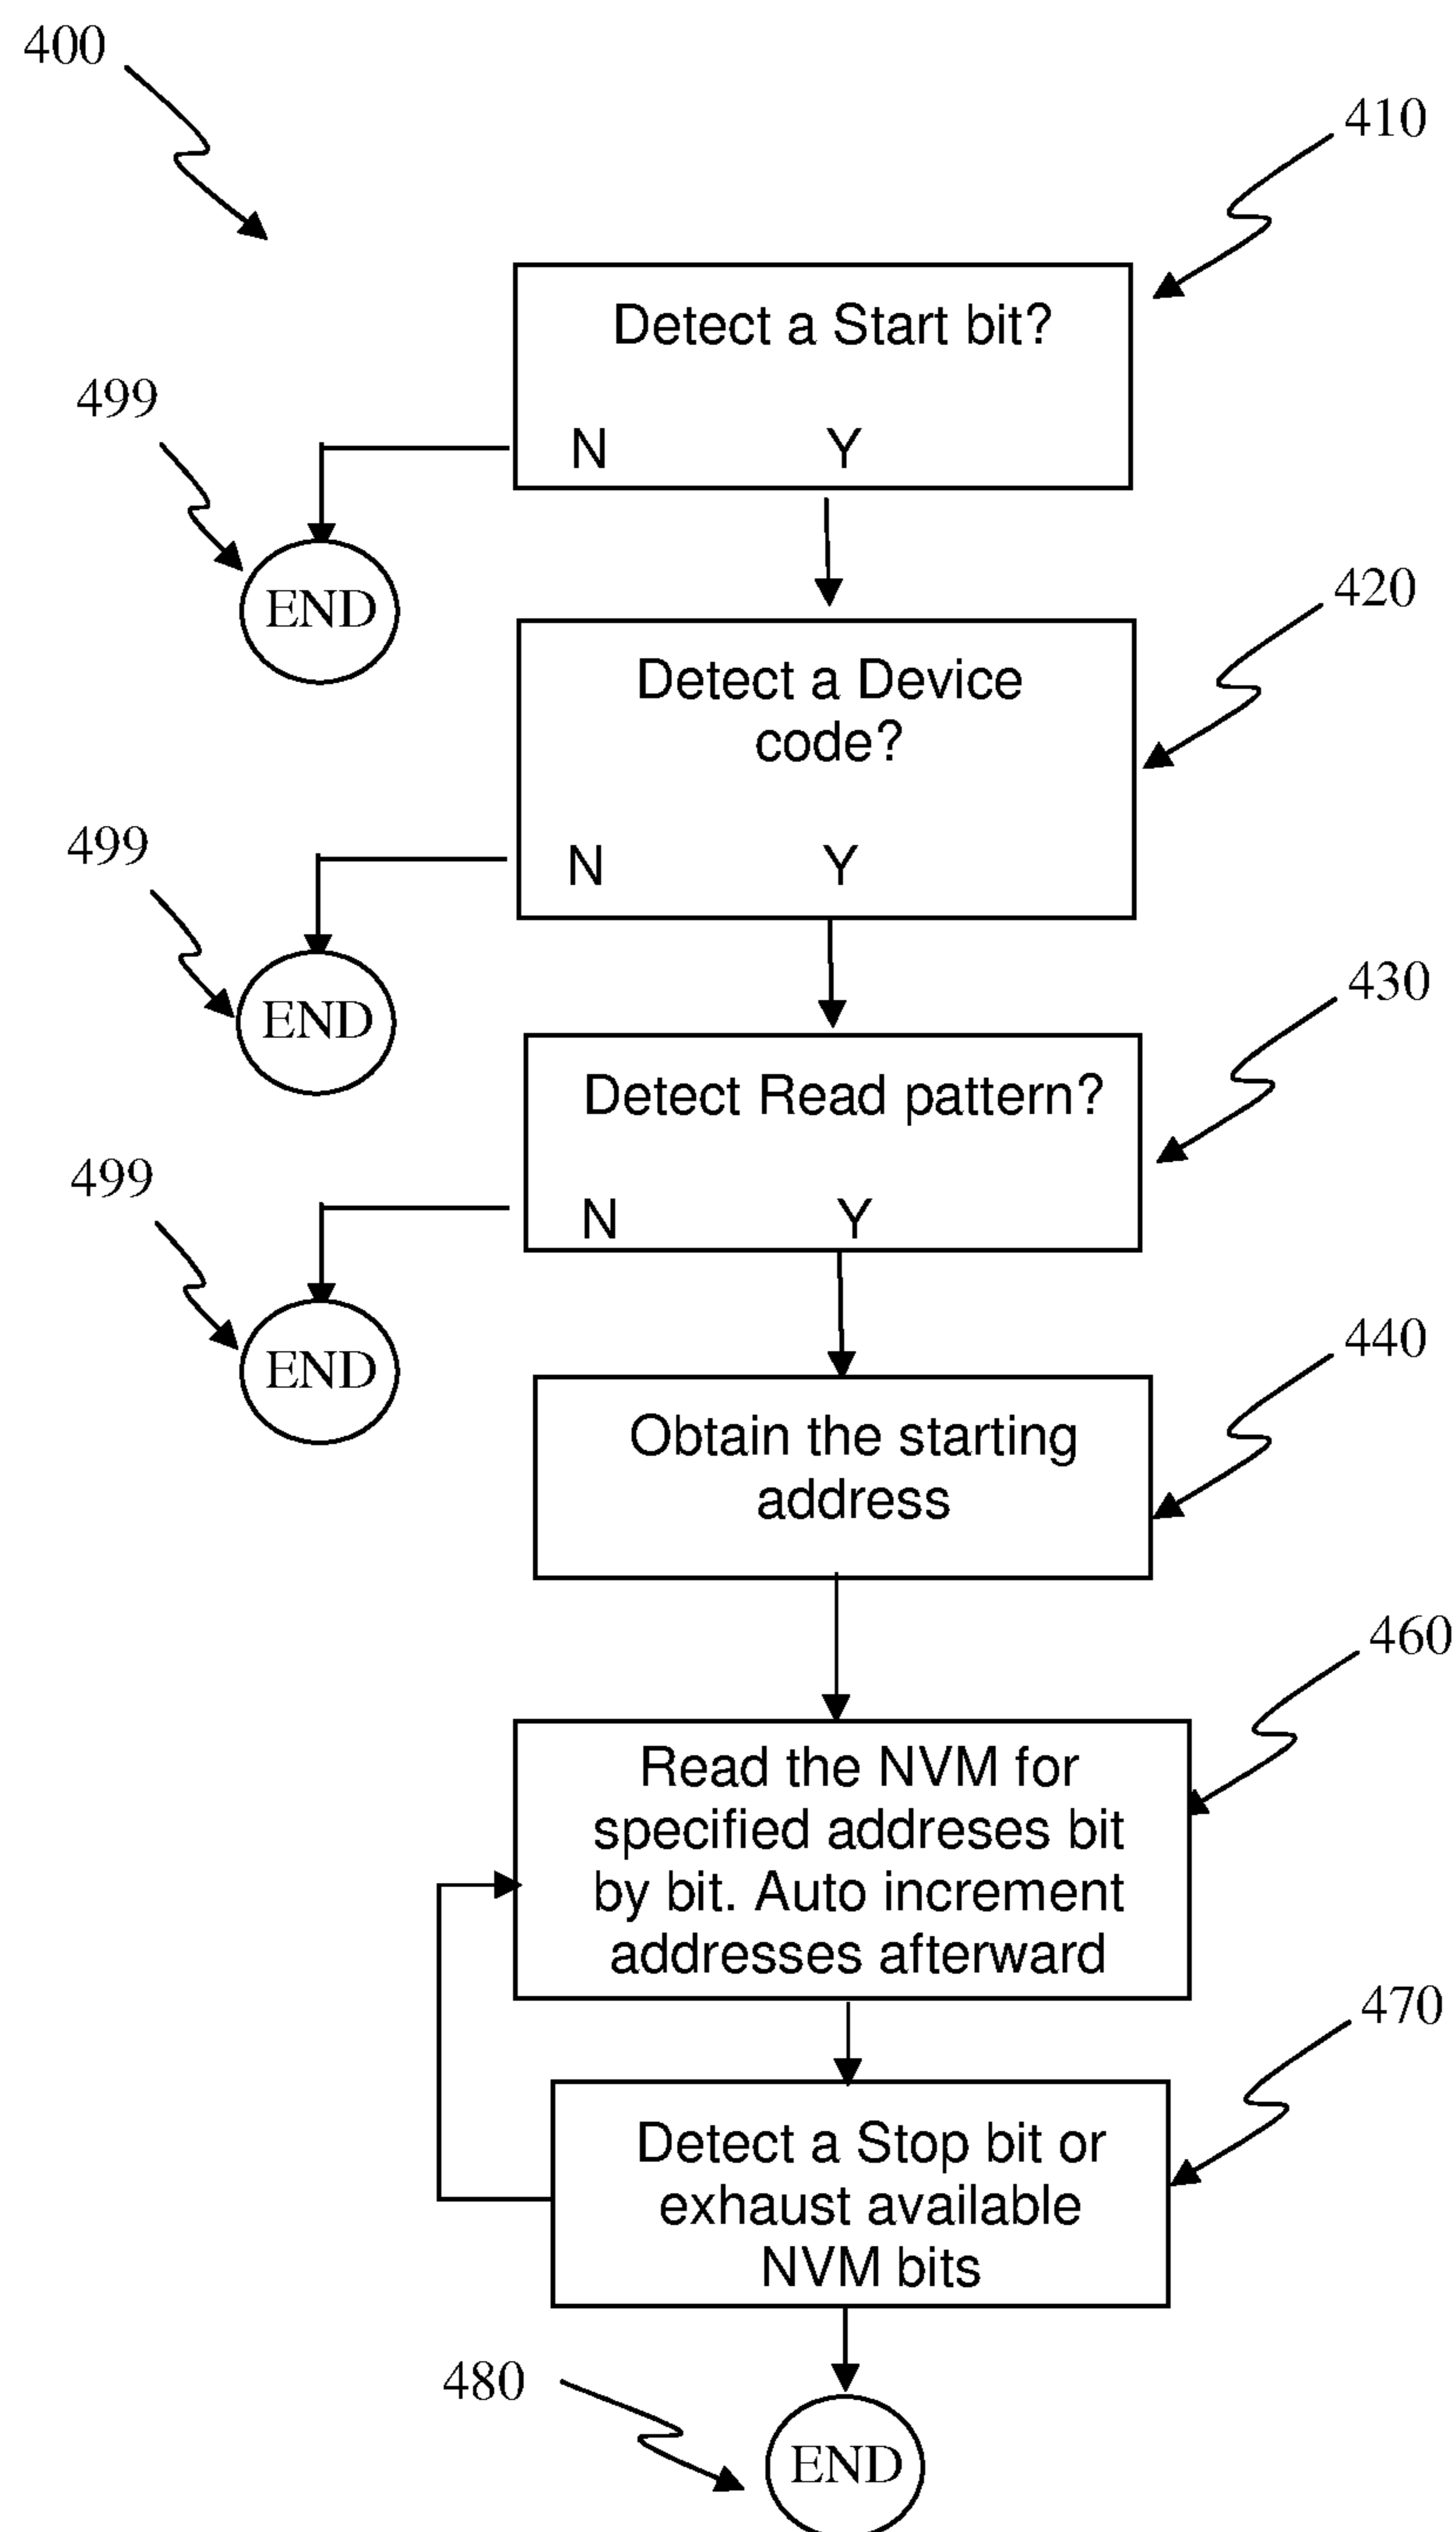 400
410
Detect a Start bit?
499
N Y
END
420
Detect a Device
code?
499
N Y
END
430
Detect Read pattern?
499
N Y
END
440
Obtain the starting
address
460
Read the NVM for
specified addreses bit
by bit. Auto increment
addresses afterward
470
Detect a Stop bit or
exhaust available
NVM bits
480
END